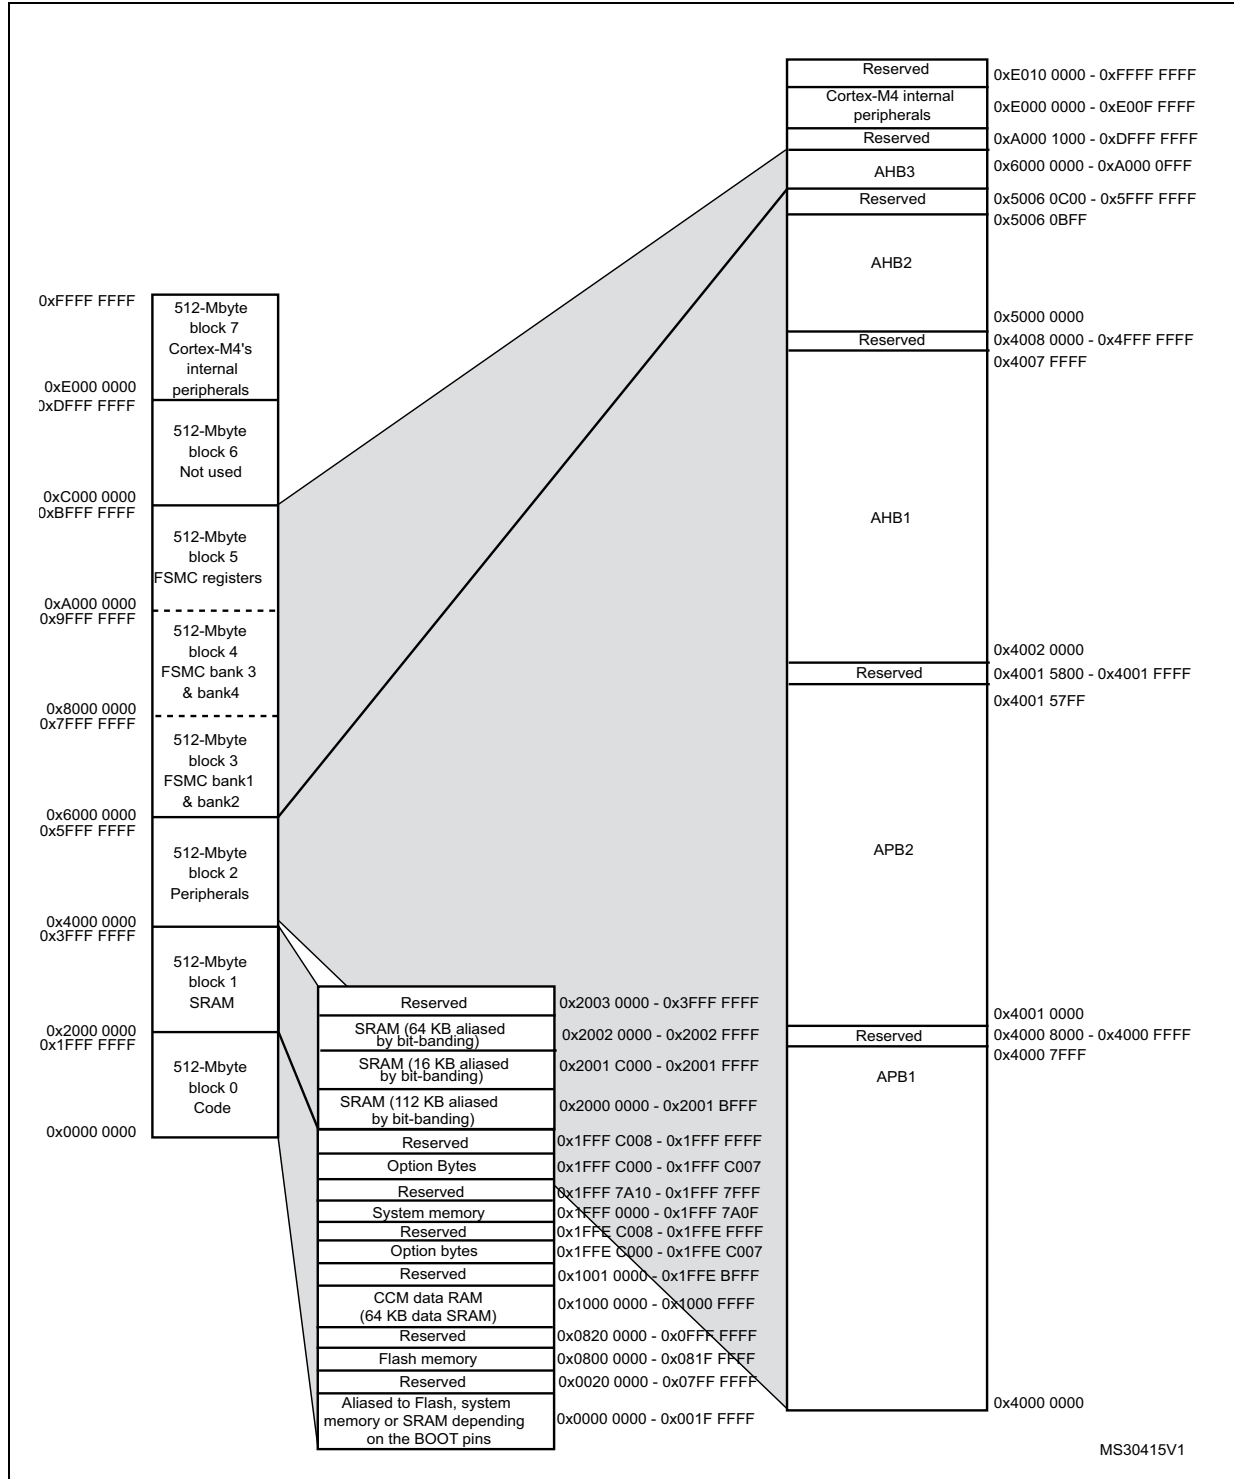 0xFFFF FFFF
512-Mbyte
block 7
Cortex-M4's
internal
peripherals
0xE000 0000
0xDFFF FFFF
512-Mbyte
block 6
Not used
0xC000 0000
0xBFFF FFFF
512-Mbyte
block 5
FSMC registers
0xA000 0000
0x9FFF FFFF
512-Mbyte
block 4
FSMC bank 3
& bank4
0x8000 0000
0x7FFF FFFF
512-Mbyte
block 3
FSMC bank1
& bank2
0x6000 0000
0x5FFF FFFF
512-Mbyte
block 2
Peripherals
0x4000 0000
0x3FFF FFFF
512-Mbyte
block 1
SRAM
0x2000 0000
0x1FFF FFFF
512-Mbyte
block 0
Code
0x0000 0000
Reserved 0x2003 0000 - 0x3FFF FFFF
SRAM (64 KB aliased
by bit-banding) 0x2002 0000 - 0x2002 FFFF
SRAM (16 KB aliased
by bit-banding) 0x2001 C000 - 0x2001 FFFF
SRAM (112 KB aliased
by bit-banding) 0x2000 0000 - 0x2001 BFFF
Reserved 0x1FFF C008 - 0x1FFF FFFF
Option Bytes 0x1FFF C000 - 0x1FFF C007
Reserved 0x1FFF 7A10 - 0x1FFF 7FFF
System memory 0x1FFF 0000 - 0x1FFF 7A0F
Reserved 0x1FFE C008 - 0x1FFE FFFF
Option bytes 0x1FFE C000 - 0x1FFE C007
Reserved 0x1001 0000 - 0x1FFE BFFF
CCM data RAM
(64 KB data SRAM) 0x1000 0000 - 0x1000 FFFF
Reserved 0x0820 0000 - 0x0FFF FFFF
Flash memory 0x0800 0000 - 0x081F FFFF
Reserved 0x0020 0000 - 0x07FF FFFF
Aliased to Flash, system
memory or SRAM depending
on the BOOT pins 0x0000 0000 - 0x001F FFFF
Reserved 0xE010 0000 - 0xFFFF FFFF
Cortex-M4 internal
peripherals 0xE000 0000 - 0xE00F FFFF
Reserved 0xA000 1000 - 0xDFFF FFFF
AHB3 0x6000 0000 - 0xA000 0FFF
Reserved 0x5006 0C00 - 0x5FFF FFFF
0x5006 0BFF
AHB2
0x5000 0000
Reserved 0x4008 0000 - 0x4FFF FFFF
0x4007 FFFF
AHB1
0x4002 0000
Reserved 0x4001 5800 - 0x4001 FFFF
0x4001 57FF
APB2
0x4001 0000
Reserved 0x4000 8000 - 0x4000 FFFF
0x4000 7FFF
APB1
0x4000 0000
MS30415V1